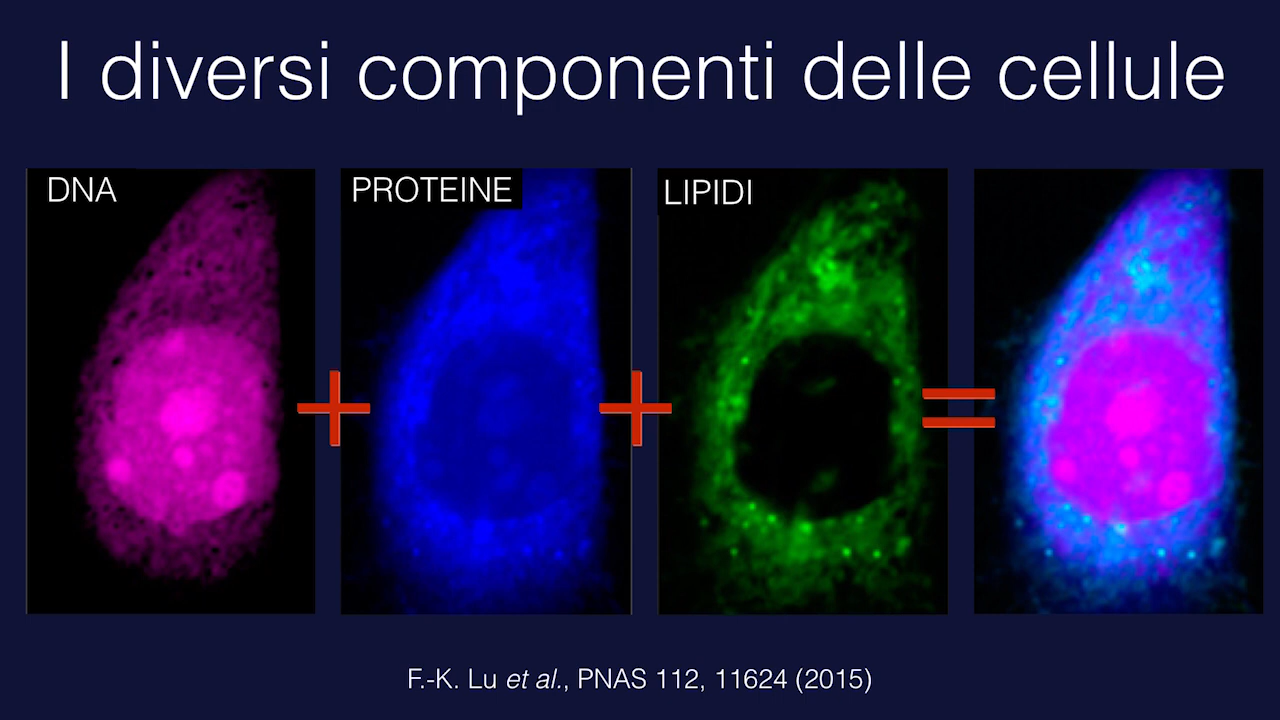 I diversi componenti delle cellule
DNA
PROTEINE
LIPIDI
+
+
=
F.-K. Lu et al., PNAS 112, 11624 (2015)